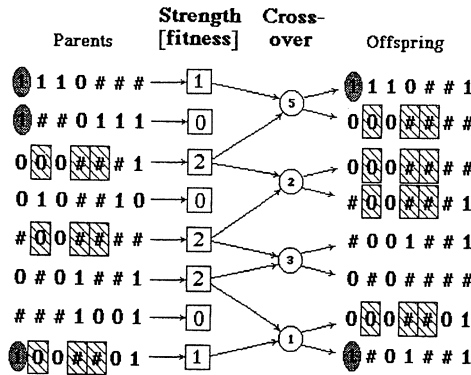 Strength Cross-
Parents [fitness] over Offspring
1 1 1 0 # # # 1 1 1 1 0 # # 1
5
1 # # 0 1 1 1 0 0 0 0 # # # #
0 0 0 # # # 1 2 0 0 0 # # # #
2
0 1 0 # # 1 0 0 # 0 0 # # # 1
# 0 0 # # # # 2 # 0 0 1 # # 1
3
0 # 0 1 # # 1 2 0 # 0 # # # #
# # # 1 0 0 1 0 0 0 0 # # 0 1
1
1 0 0 # # 0 1 1 1 # 0 1 # # 1